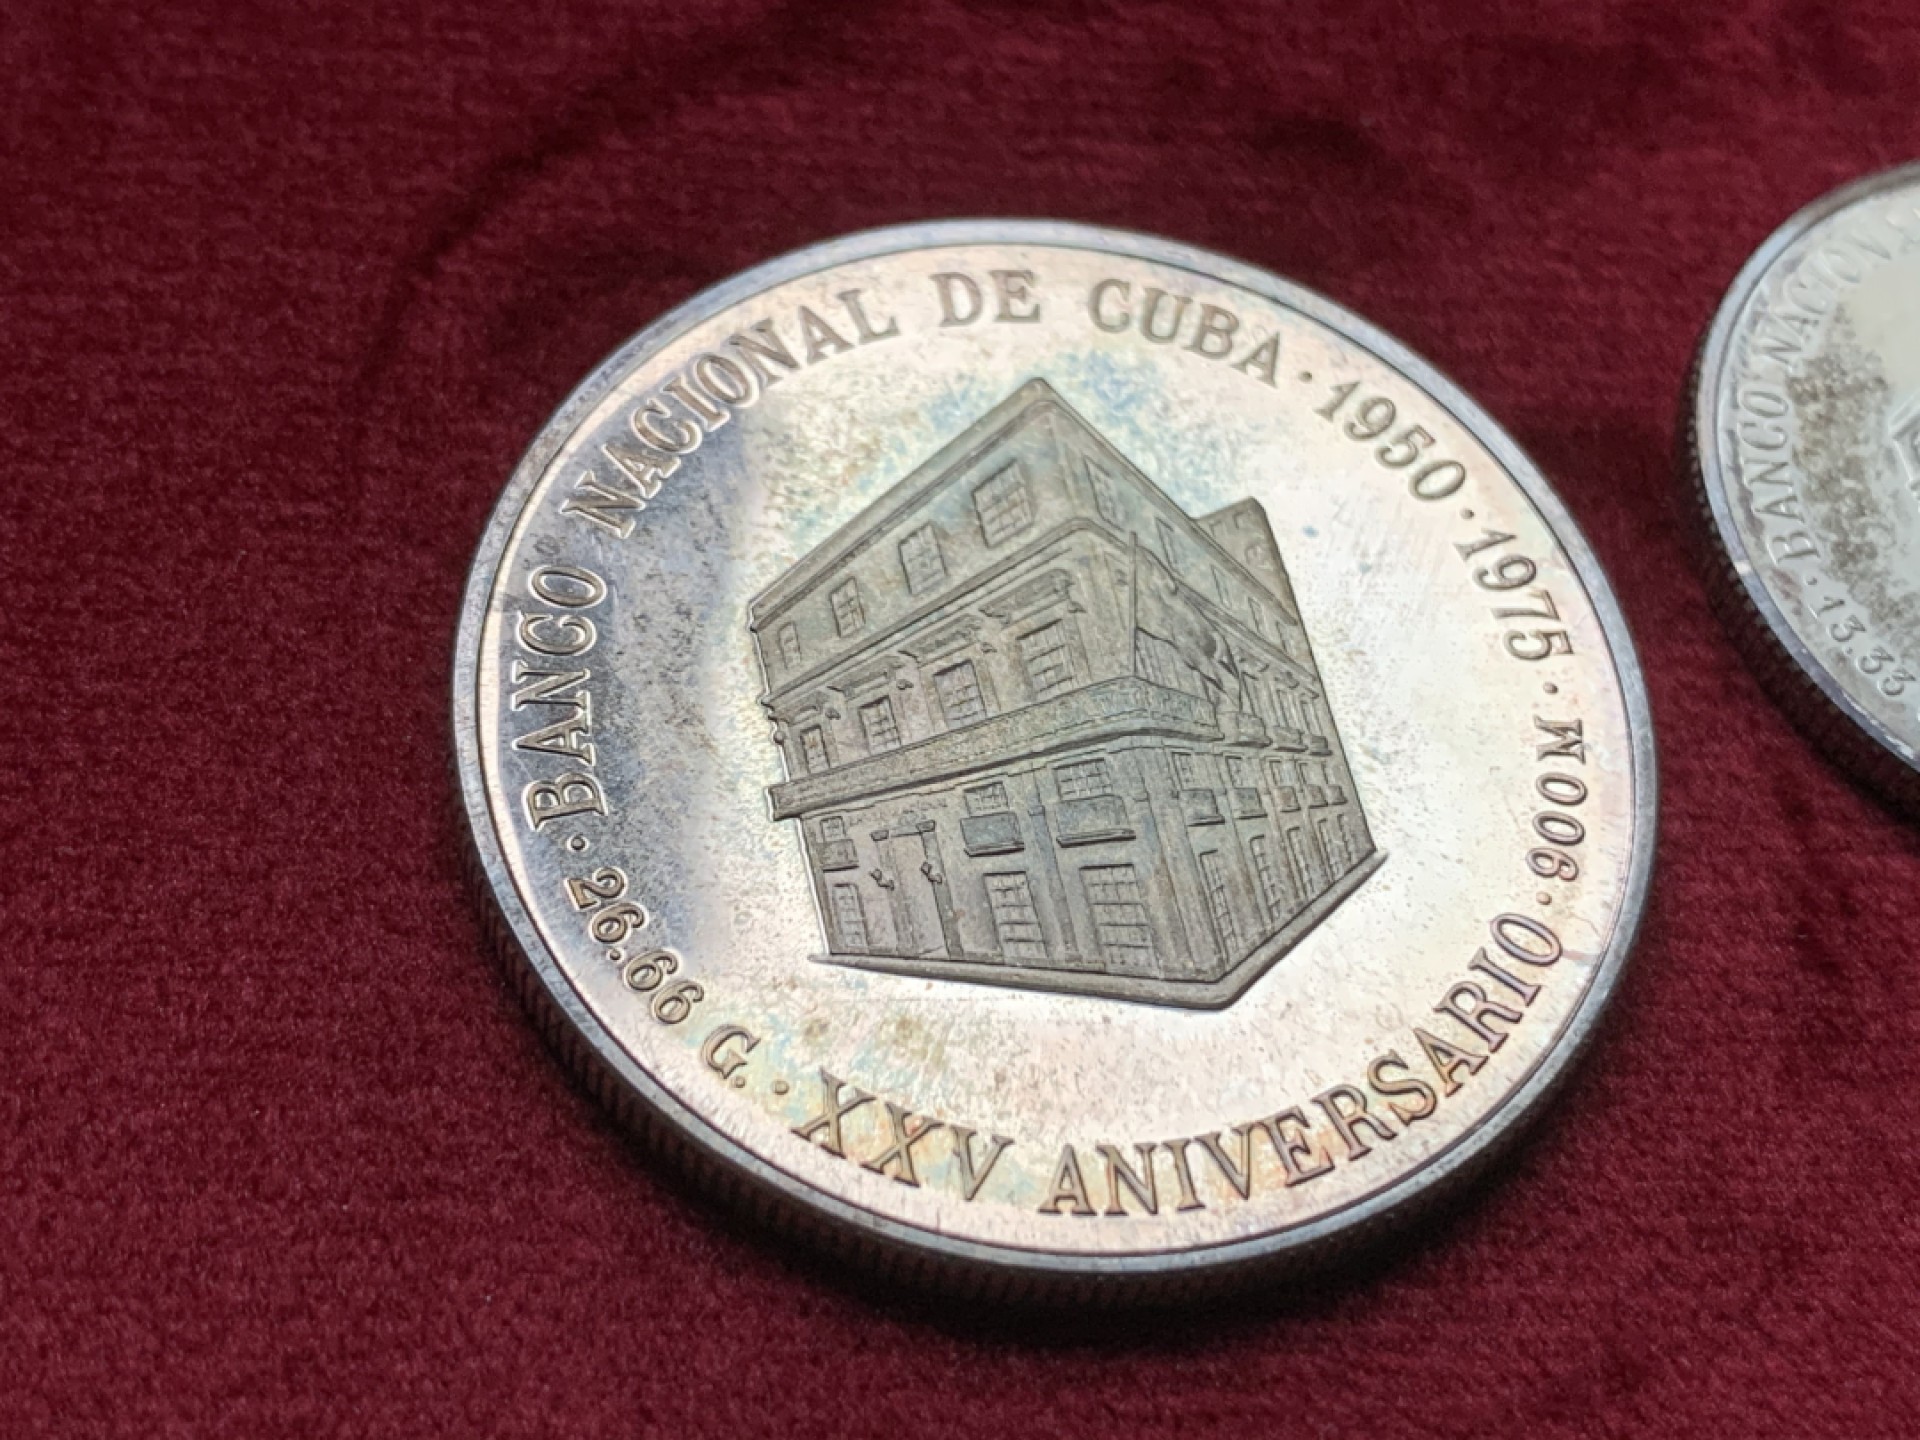 · BANCO NACIONAL DE CUBA · 1950 · 1975 · 900M · XXV ANIVERSARIO · 26.66 G.
· BANCO NACION
· 13.33